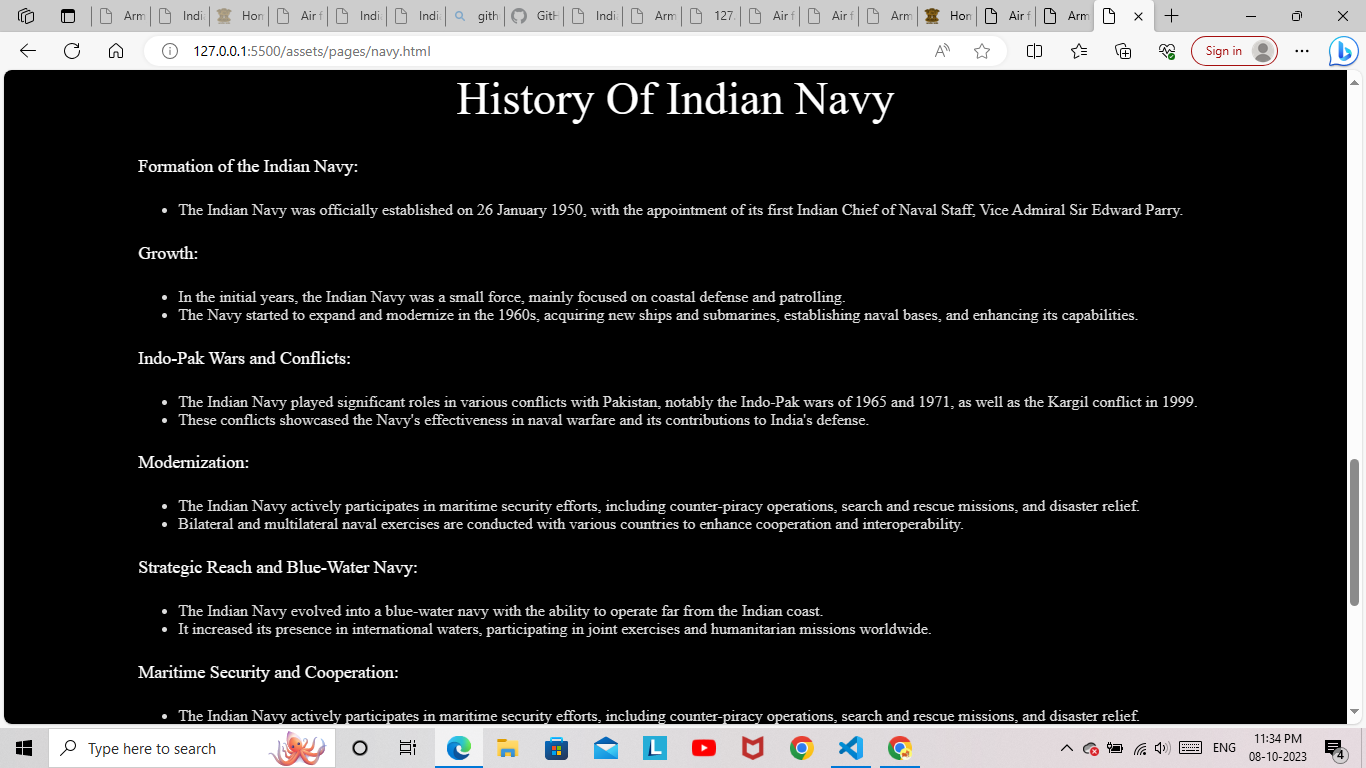 Arm
Indi
Hom
Air f
Indi
Indi
gith
GitH
Indi
Arm
127.
Air f
Air f
Arm
Hom
Air f
Arm
127.0.0.1:5500/assets/pages/navy.html
Sign in
History Of Indian Navy
Formation of the Indian Navy:
• The Indian Navy was officially established on 26 January 1950, with the appointment of its first Indian Chief of Naval Staff, Vice Admiral Sir Edward Parry.
Growth:
• In the initial years, the Indian Navy was a small force, mainly focused on coastal defense and patrolling.
• The Navy started to expand and modernize in the 1960s, acquiring new ships and submarines, establishing naval bases, and enhancing its capabilities.
Indo-Pak Wars and Conflicts:
• The Indian Navy played significant roles in various conflicts with Pakistan, notably the Indo-Pak wars of 1965 and 1971, as well as the Kargil conflict in 1999.
• These conflicts showcased the Navy's effectiveness in naval warfare and its contributions to India's defense.
Modernization:
• The Indian Navy actively participates in maritime security efforts, including counter-piracy operations, search and rescue missions, and disaster relief.
• Bilateral and multilateral naval exercises are conducted with various countries to enhance cooperation and interoperability.
Strategic Reach and Blue-Water Navy:
• The Indian Navy evolved into a blue-water navy with the ability to operate far from the Indian coast.
• It increased its presence in international waters, participating in joint exercises and humanitarian missions worldwide.
Maritime Security and Cooperation:
• The Indian Navy actively participates in maritime security efforts, including counter-piracy operations, search and rescue missions, and disaster relief.
Type here to search
L
ENG
11:34 PM
08-10-2023
4